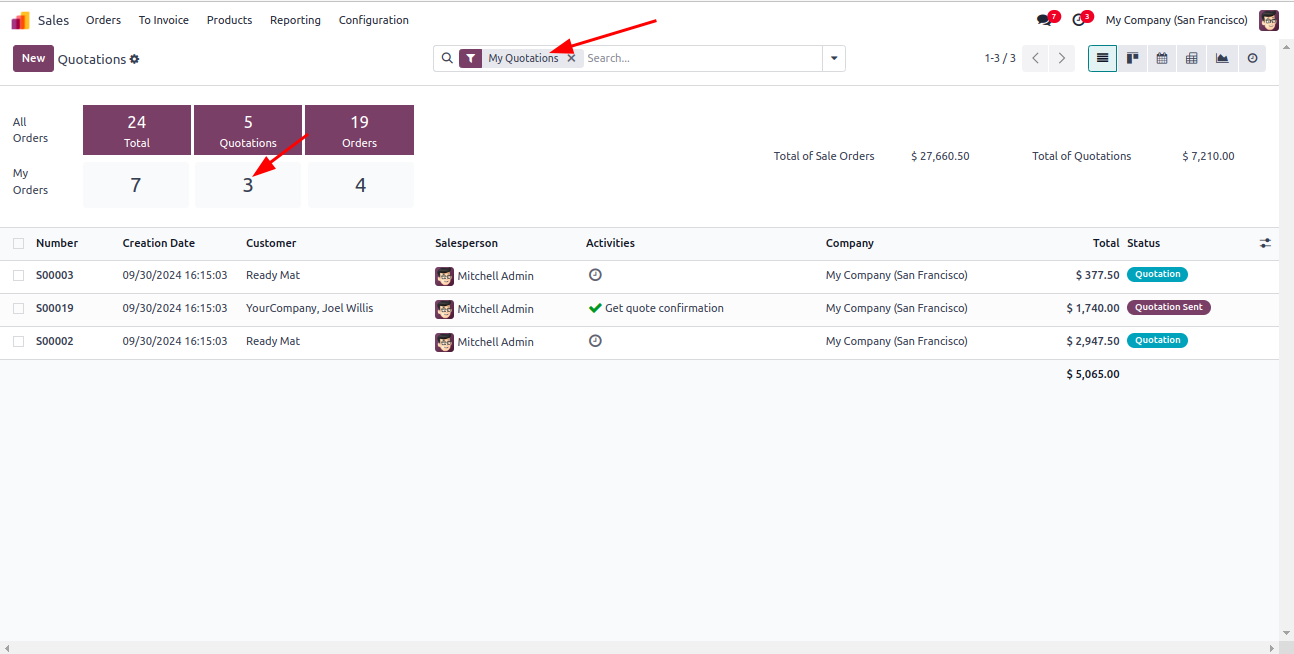 Sales Orders To Invoice Products Reporting Configuration 7 3 My Company (San Francisco)
New Quotations My Quotations Search... 1-3 / 3
All Orders 24 Total 5 Quotations 19 Orders
Total of Sale Orders $ 27,660.50 Total of Quotations $ 7,210.00
My Orders 7 3 4
Number Creation Date Customer Salesperson Activities Company Total Status
S00003 09/30/2024 16:15:03 Ready Mat Mitchell Admin My Company (San Francisco) $ 377.50 Quotation
S00019 09/30/2024 16:15:03 YourCompany, Joel Willis Mitchell Admin Get quote confirmation My Company (San Francisco) $ 1,740.00 Quotation Sent
S00002 09/30/2024 16:15:03 Ready Mat Mitchell Admin My Company (San Francisco) $ 2,947.50 Quotation
$ 5,065.00